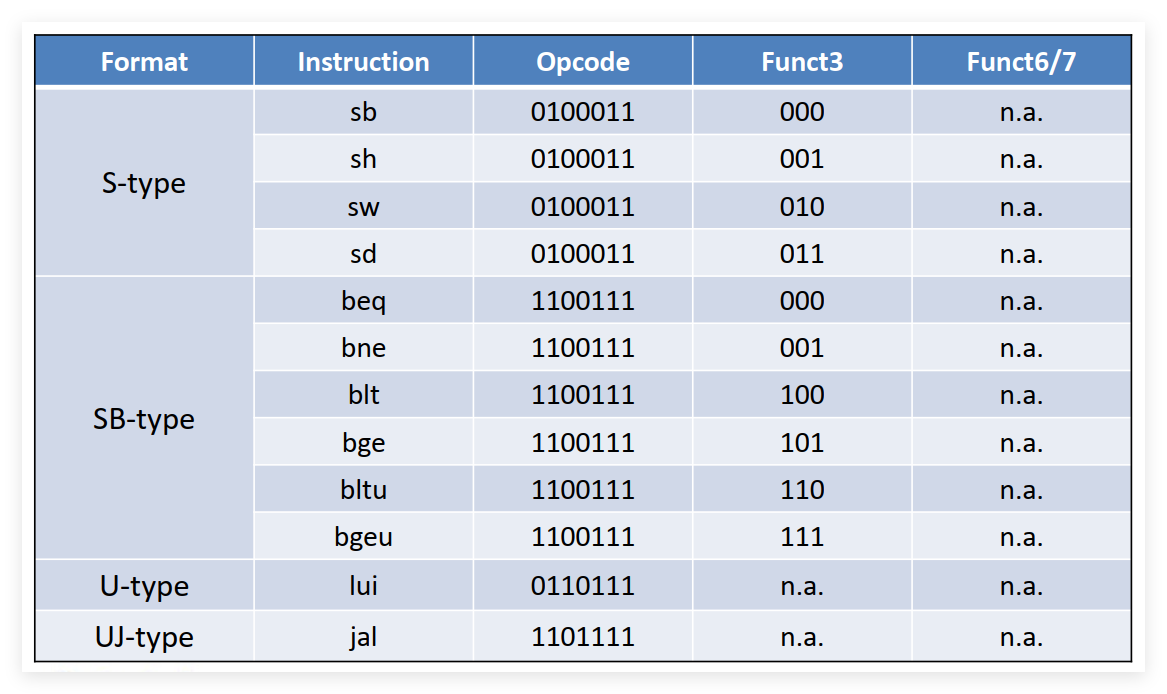 Format Instruction Opcode Funct3 Funct6/7
S-type
sb 0100011 000 n.a.
sh 0100011 001 n.a.
sw 0100011 010 n.a.
sd 0100011 011 n.a.
SB-type
beq 1100111 000 n.a.
bne 1100111 001 n.a.
blt 1100111 100 n.a.
bge 1100111 101 n.a.
bltu 1100111 110 n.a.
bgeu 1100111 111 n.a.
U-type lui 0110111 n.a. n.a.
UJ-type jal 1101111 n.a. n.a.